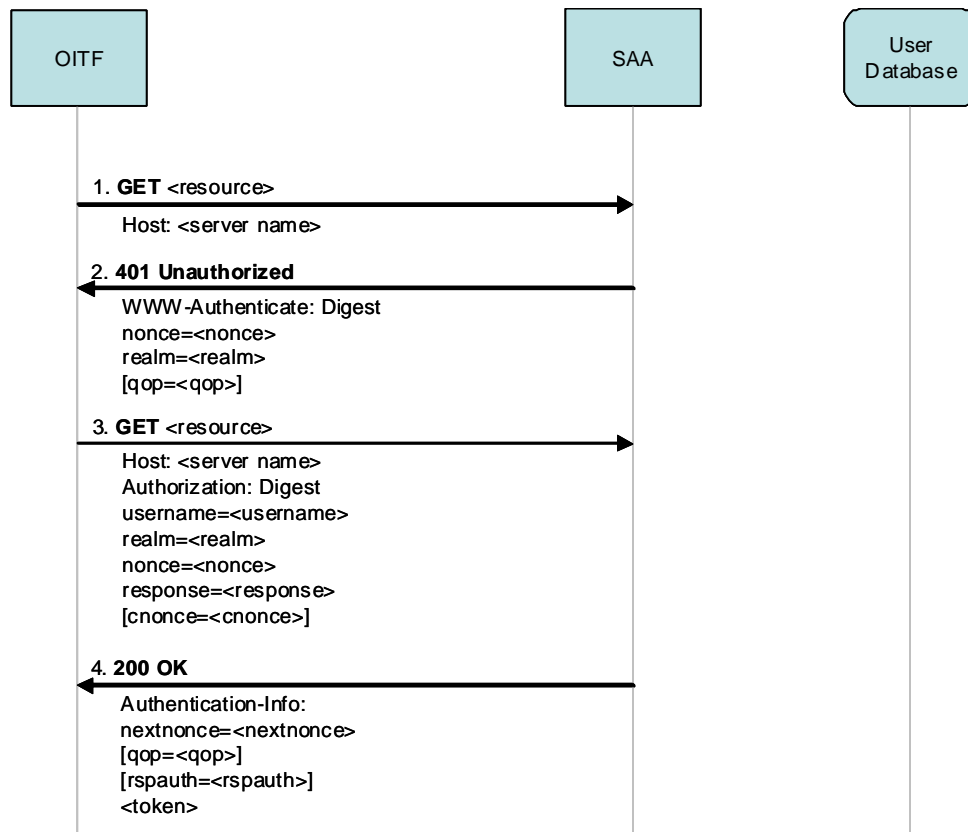 OITF
SAA
User
Database
1. GET <resource>
Host: <server name>
2. 401 Unauthorized
WWW-Authenticate: Digest
nonce=<nonce>
realm=<realm>
[qop=<qop>]
3. GET <resource>
Host: <server name>
Authorization: Digest
username=<username>
realm=<realm>
nonce=<nonce>
response=<response>
[cnonce=<cnonce>]
4. 200 OK
Authentication-Info:
nextnonce=<nextnonce>
[qop=<qop>]
[rspauth=<rspauth>]
<token>